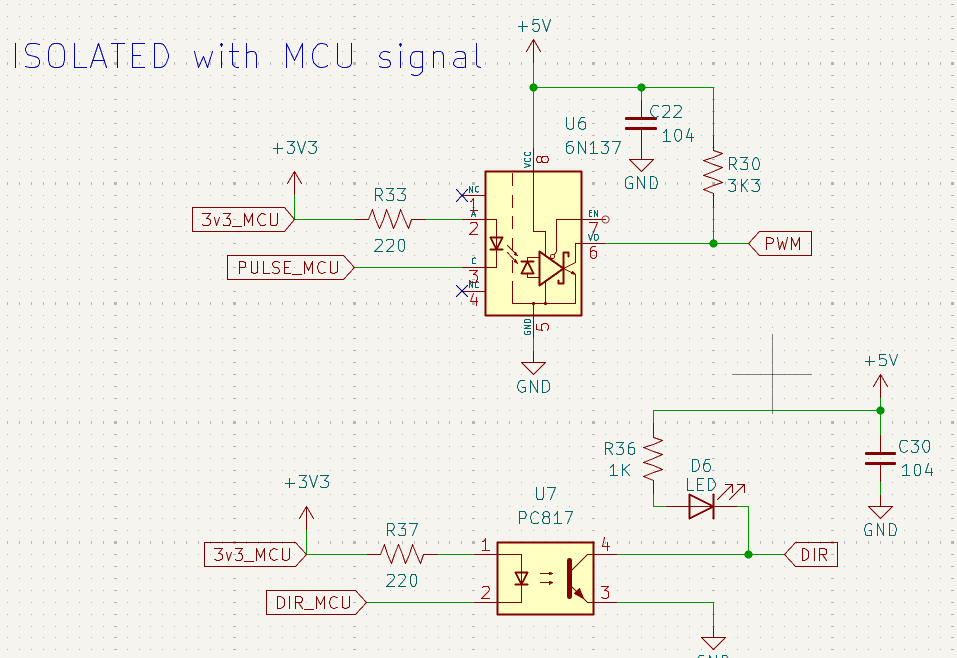 ISOLATED with MCU signal
+5V
C22
104
GND
R30
3K3
U6
6N137
VCC
8
+3V3
3v3_MCU
R33
220
PULSE_MCU
NC
1
A
2
C
3
NC
4
EN
7
VO
6
GND
5
PWM
GND
+5V
C30
104
GND
R36
1K
D6
LED
+3V3
3v3_MCU
R37
220
DIR_MCU
U7
PC817
1
2
4
3
DIR